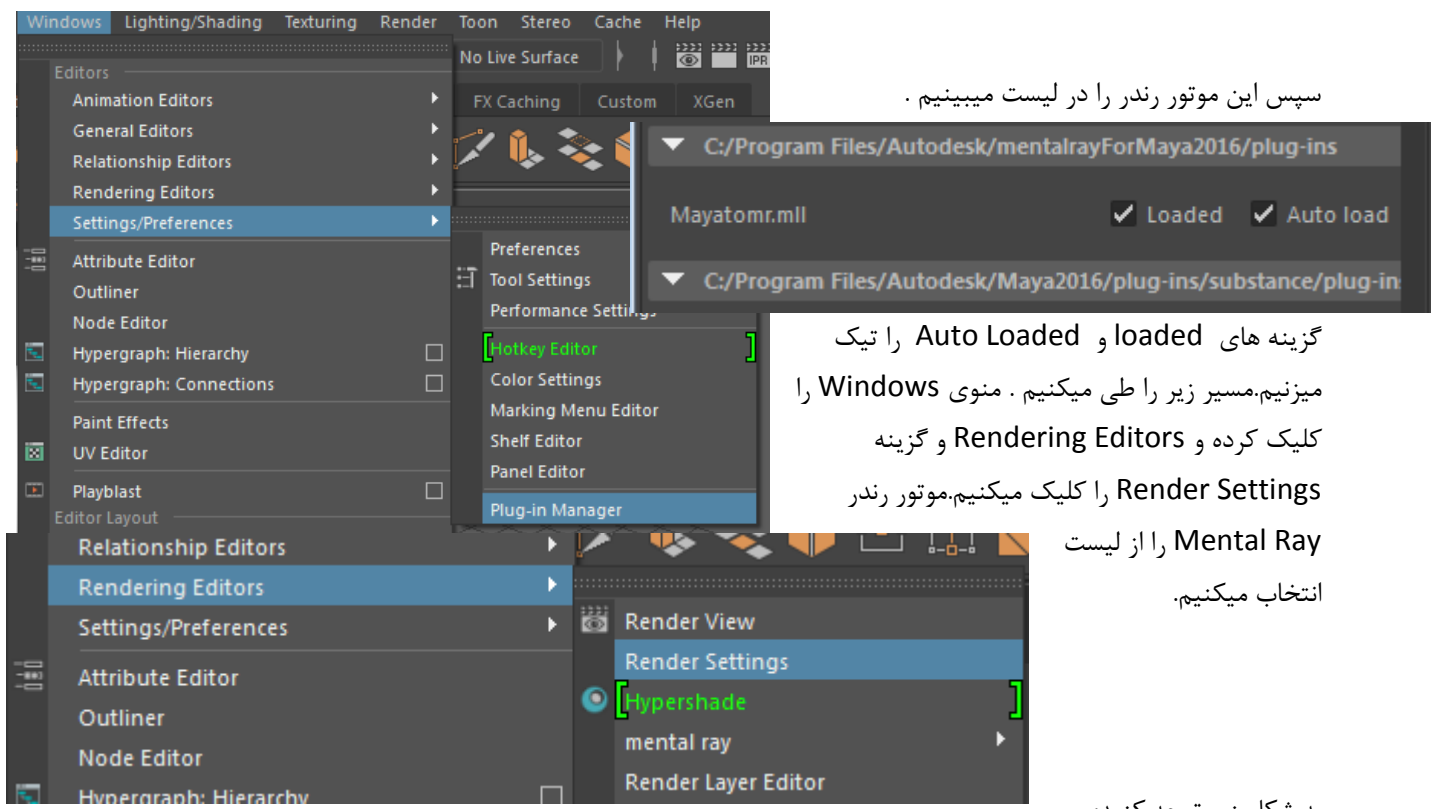 Windows Lighting/Shading Texturing Render Toon Stereo Cache Help
No Live Surface
IPR
Editors
FX Caching Custom XGen
Animation Editors
General Editors
Relationship Editors
Rendering Editors
Settings/Preferences
Attribute Editor
Outliner
Node Editor
Hypergraph: Hierarchy
Hypergraph: Connections
Paint Effects
UV Editor
Playblast
Editor Layout
Preferences
Tool Settings
Performance Settings
Hotkey Editor
Color Settings
Marking Menu Editor
Shelf Editor
Panel Editor
Plug-in Manager
سپس این موتور رندر را در لیست میبینیم .
C:/Program Files/Autodesk/mentalrayForMaya2016/plug-ins
Mayatomr.mll Loaded Auto load
C:/Program Files/Autodesk/Maya2016/plug-ins/substance/plug-in
گزینه های loaded و Auto Loaded را تیک
میزنیم.مسیر زیر را طی میکنیم . منوی Windows را
کلیک کرده و Rendering Editors و گزینه
Render Settings را کلیک میکنیم.موتور رندر
Mental Ray را از لیست
انتخاب میکنیم.
Relationship Editors
Rendering Editors
Settings/Preferences
Attribute Editor
Outliner
Node Editor
Hypergraph: Hierarchy
Render View
Render Settings
Hypershade
mental ray
Render Layer Editor